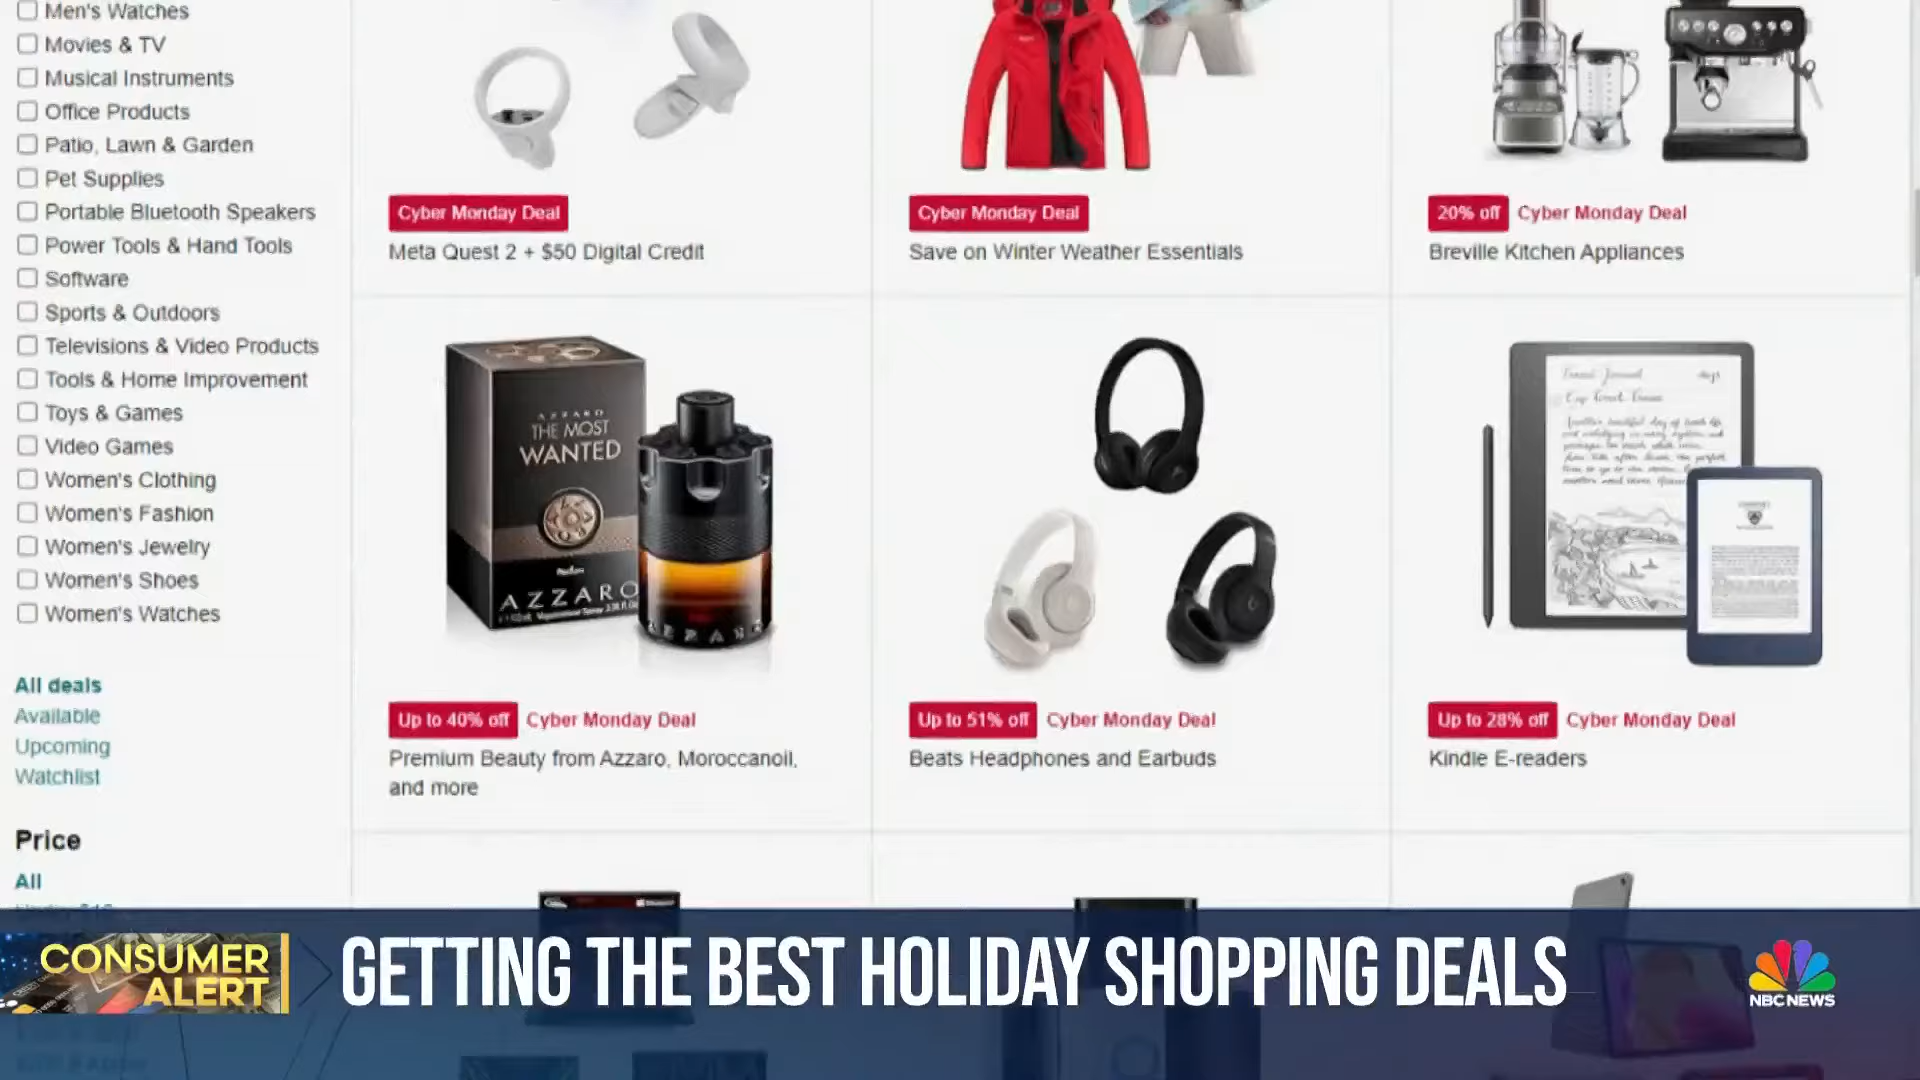 Men's Watches
Movies & TV
Musical Instruments
Office Products
Patio, Lawn & Garden
Pet Supplies
Portable Bluetooth Speakers
Power Tools & Hand Tools
Software
Sports & Outdoors
Televisions & Video Products
Tools & Home Improvement
Toys & Games
Video Games
Women's Clothing
Women's Fashion
Women's Jewelry
Women's Shoes
Women's Watches
All deals
Available
Upcoming
Watchlist
Price
All
Cyber Monday Deal
Meta Quest 2 + $50 Digital Credit
Cyber Monday Deal
Save on Winter Weather Essentials
20% off Cyber Monday Deal
Breville Kitchen Appliances
AZZARO
THE MOST
WANTED
Parfum
AZZARO
Up to 40% off Cyber Monday Deal
Premium Beauty from Azzaro, Moroccanoil,
and more
Up to 51% off Cyber Monday Deal
Beats Headphones and Earbuds
Up to 28% off Cyber Monday Deal
Kindle E-readers
CONSUMER
ALERT
GETTING THE BEST HOLIDAY SHOPPING DEALS
NBC NEWS